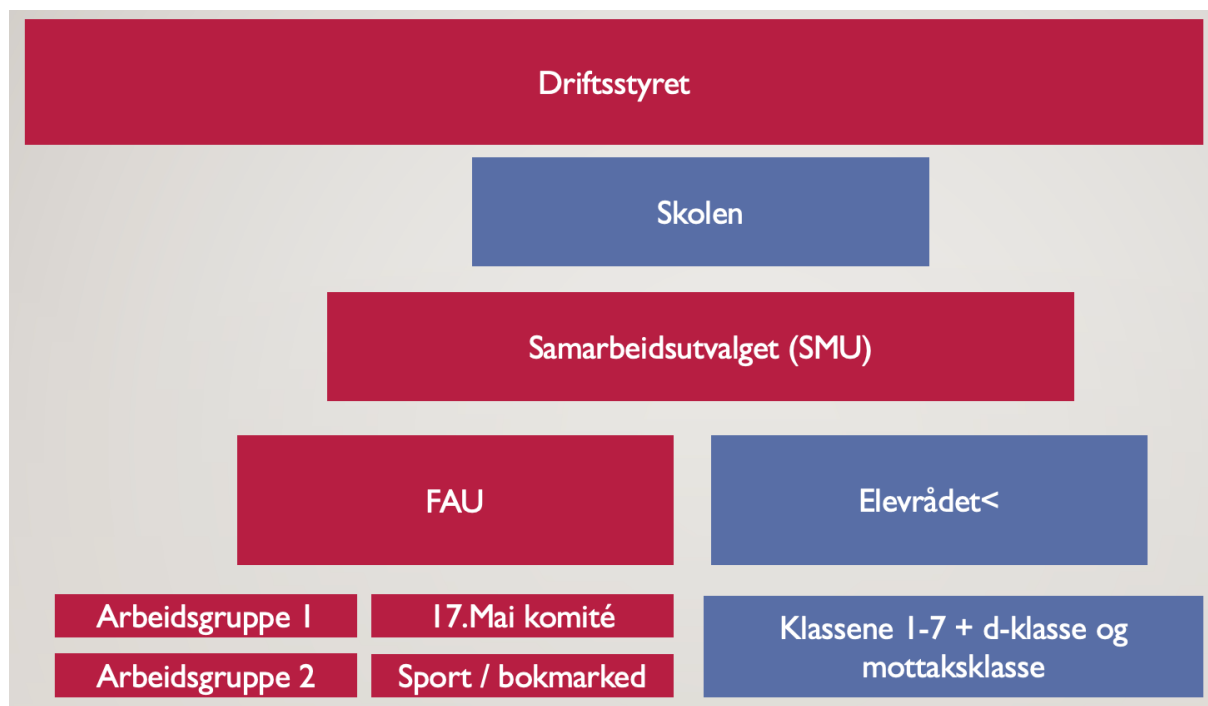 Driftsstyret
Skolen
Samarbeidsutvalget (SMU)
FAU
Elevrådet<
Arbeidsgruppe 1
17.Mai komité
Arbeidsgruppe 2
Sport / bokmarked
Klassene 1-7 + d-klasse og
mottaksklasse